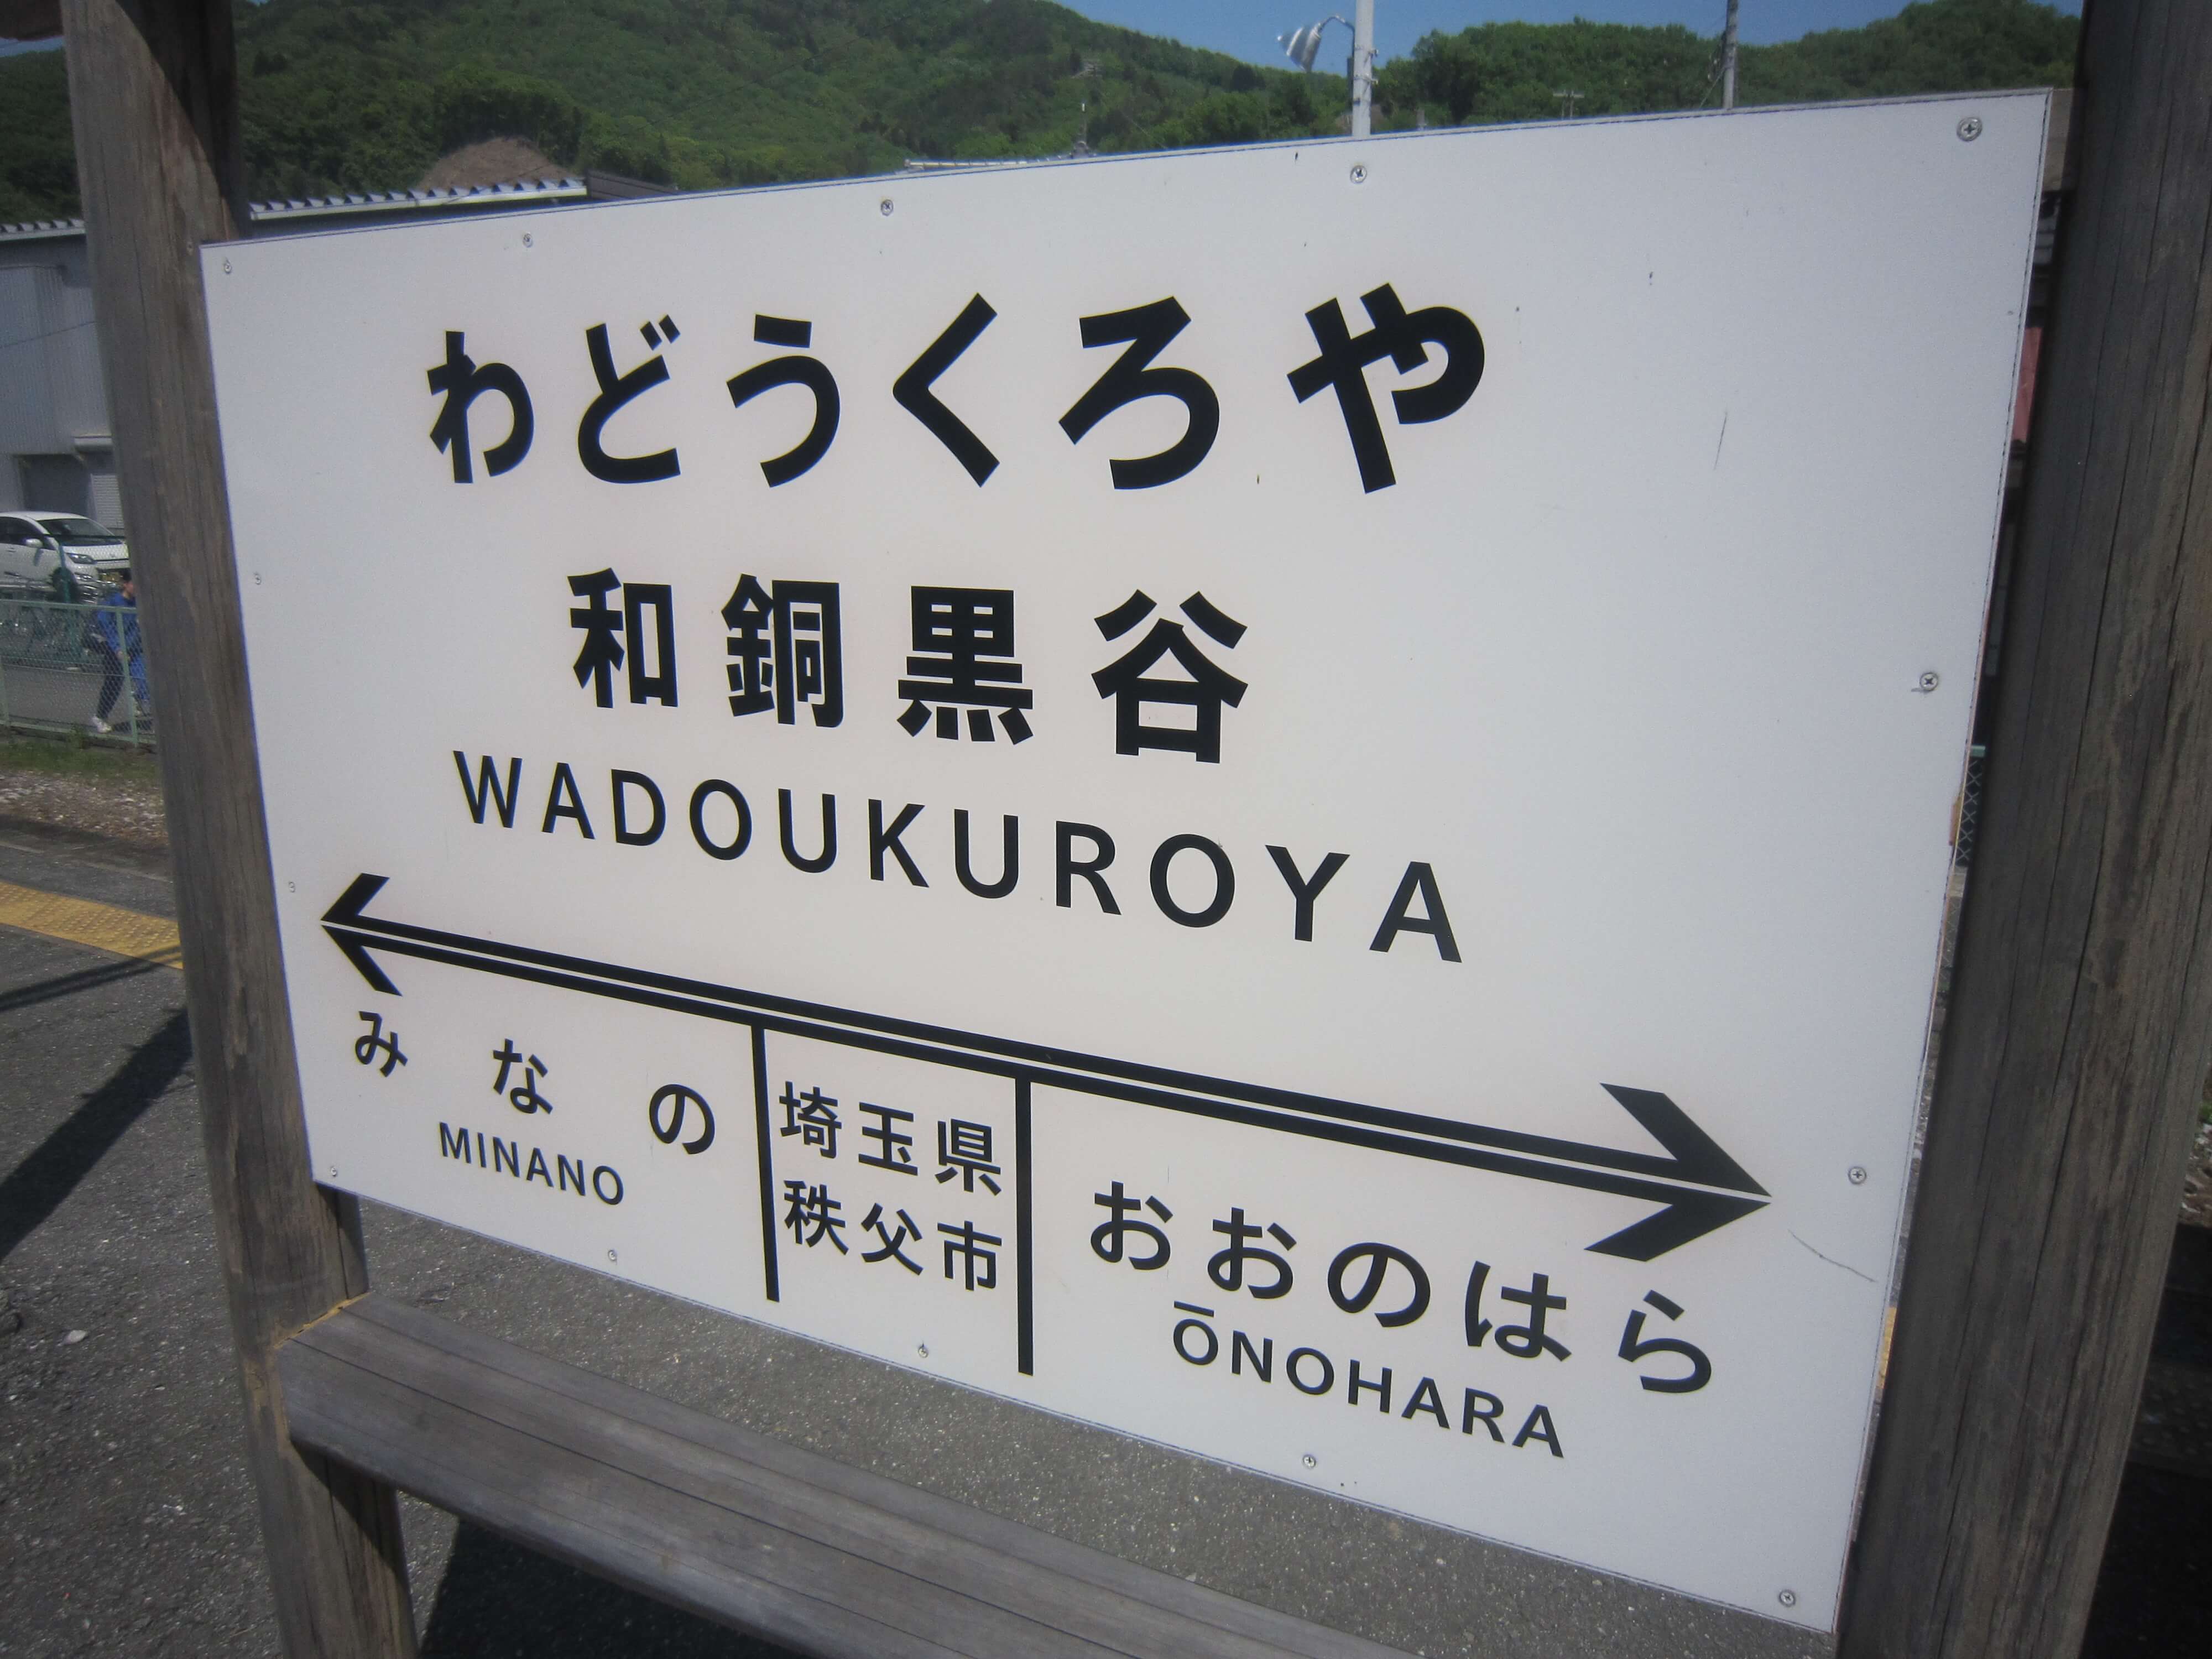 わどうくろや
和銅黒谷
WADOUKUROYA
みなの
MINANO
埼玉県
秩父市
おおのはら
ŌNOHARA